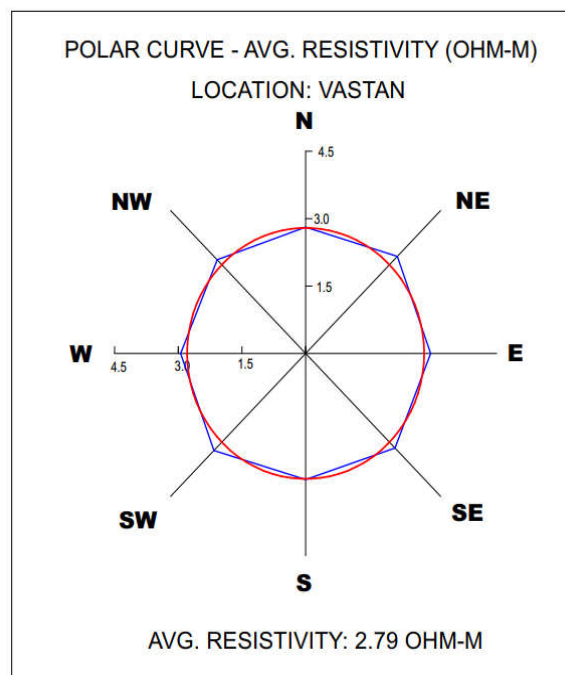 POLAR CURVE - AVG. RESISTIVITY (OHM-M)
LOCATION: VASTAN
N
4.5
NW
NE
3.0
1.5
W
E
4.5
3.0
1.5
SW
SE
S
AVG. RESISTIVITY: 2.79 OHM-M